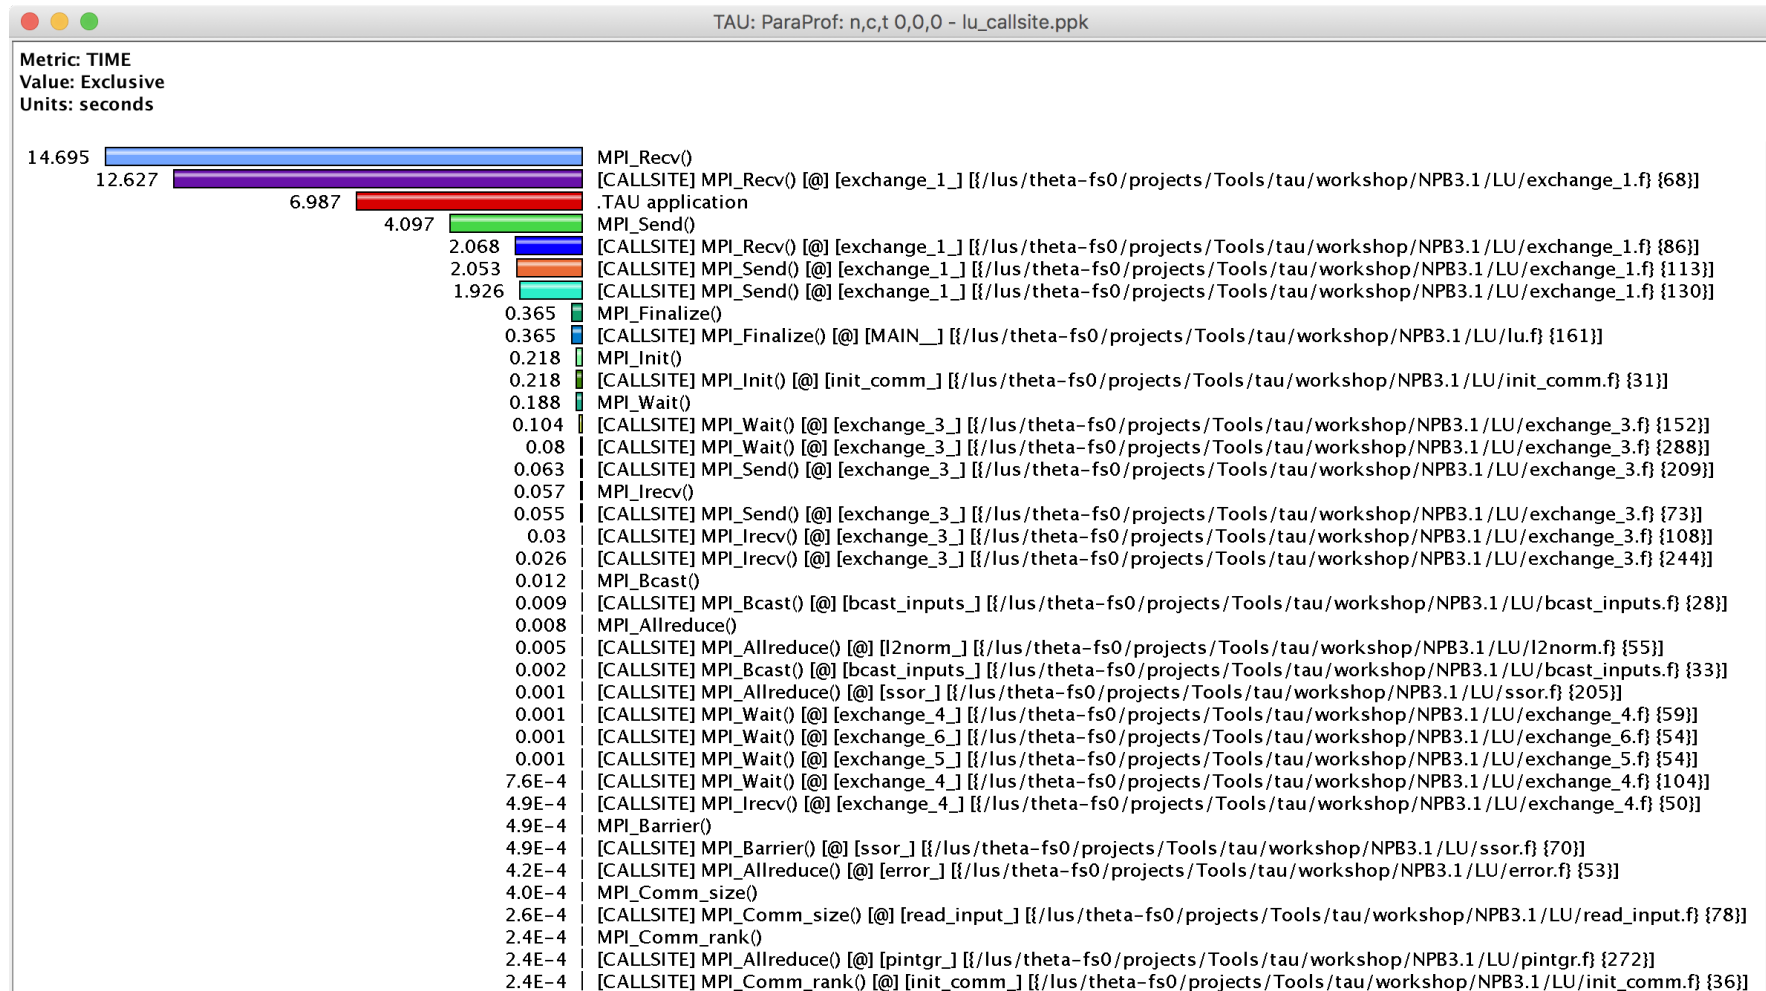 TAU: ParaProf: n,c,t 0,0,0 - lu_callsite.ppk
Metric: TIME
Value: Exclusive
Units: seconds
14.695 MPI_Recv()
12.627 [CALLSITE] MPI_Recv() [@] [exchange_1_] [{/lus/theta-fs0/projects/Tools/tau/workshop/NPB3.1/LU/exchange_1.f} {68}]
6.987 .TAU application
4.097 MPI_Send()
2.068 [CALLSITE] MPI_Recv() [@] [exchange_1_] [{/lus/theta-fs0/projects/Tools/tau/workshop/NPB3.1/LU/exchange_1.f} {86}]
2.053 [CALLSITE] MPI_Send() [@] [exchange_1_] [{/lus/theta-fs0/projects/Tools/tau/workshop/NPB3.1/LU/exchange_1.f} {113}]
1.926 [CALLSITE] MPI_Send() [@] [exchange_1_] [{/lus/theta-fs0/projects/Tools/tau/workshop/NPB3.1/LU/exchange_1.f} {130}]
0.365 MPI_Finalize()
0.365 [CALLSITE] MPI_Finalize() [@] [MAIN__] [{/lus/theta-fs0/projects/Tools/tau/workshop/NPB3.1/LU/lu.f} {161}]
0.218 MPI_Init()
0.218 [CALLSITE] MPI_Init() [@] [init_comm_] [{/lus/theta-fs0/projects/Tools/tau/workshop/NPB3.1/LU/init_comm.f} {31}]
0.188 MPI_Wait()
0.104 [CALLSITE] MPI_Wait() [@] [exchange_3_] [{/lus/theta-fs0/projects/Tools/tau/workshop/NPB3.1/LU/exchange_3.f} {152}]
0.08 [CALLSITE] MPI_Wait() [@] [exchange_3_] [{/lus/theta-fs0/projects/Tools/tau/workshop/NPB3.1/LU/exchange_3.f} {288}]
0.063 [CALLSITE] MPI_Send() [@] [exchange_3_] [{/lus/theta-fs0/projects/Tools/tau/workshop/NPB3.1/LU/exchange_3.f} {209}]
0.057 MPI_Irecv()
0.055 [CALLSITE] MPI_Send() [@] [exchange_3_] [{/lus/theta-fs0/projects/Tools/tau/workshop/NPB3.1/LU/exchange_3.f} {73}]
0.03 [CALLSITE] MPI_Irecv() [@] [exchange_3_] [{/lus/theta-fs0/projects/Tools/tau/workshop/NPB3.1/LU/exchange_3.f} {108}]
0.026 [CALLSITE] MPI_Irecv() [@] [exchange_3_] [{/lus/theta-fs0/projects/Tools/tau/workshop/NPB3.1/LU/exchange_3.f} {244}]
0.012 MPI_Bcast()
0.009 [CALLSITE] MPI_Bcast() [@] [bcast_inputs_] [{/lus/theta-fs0/projects/Tools/tau/workshop/NPB3.1/LU/bcast_inputs.f} {28}]
0.008 MPI_Allreduce()
0.005 [CALLSITE] MPI_Allreduce() [@] [l2norm_] [{/lus/theta-fs0/projects/Tools/tau/workshop/NPB3.1/LU/l2norm.f} {55}]
0.002 [CALLSITE] MPI_Bcast() [@] [bcast_inputs_] [{/lus/theta-fs0/projects/Tools/tau/workshop/NPB3.1/LU/bcast_inputs.f} {33}]
0.001 [CALLSITE] MPI_Allreduce() [@] [ssor_] [{/lus/theta-fs0/projects/Tools/tau/workshop/NPB3.1/LU/ssor.f} {205}]
0.001 [CALLSITE] MPI_Wait() [@] [exchange_4_] [{/lus/theta-fs0/projects/Tools/tau/workshop/NPB3.1/LU/exchange_4.f} {59}]
0.001 [CALLSITE] MPI_Wait() [@] [exchange_6_] [{/lus/theta-fs0/projects/Tools/tau/workshop/NPB3.1/LU/exchange_6.f} {54}]
0.001 [CALLSITE] MPI_Wait() [@] [exchange_5_] [{/lus/theta-fs0/projects/Tools/tau/workshop/NPB3.1/LU/exchange_5.f} {54}]
7.6E-4 [CALLSITE] MPI_Wait() [@] [exchange_4_] [{/lus/theta-fs0/projects/Tools/tau/workshop/NPB3.1/LU/exchange_4.f} {104}]
4.9E-4 [CALLSITE] MPI_Irecv() [@] [exchange_4_] [{/lus/theta-fs0/projects/Tools/tau/workshop/NPB3.1/LU/exchange_4.f} {50}]
4.9E-4 MPI_Barrier()
4.9E-4 [CALLSITE] MPI_Barrier() [@] [ssor_] [{/lus/theta-fs0/projects/Tools/tau/workshop/NPB3.1/LU/ssor.f} {70}]
4.2E-4 [CALLSITE] MPI_Allreduce() [@] [error_] [{/lus/theta-fs0/projects/Tools/tau/workshop/NPB3.1/LU/error.f} {53}]
4.0E-4 MPI_Comm_size()
2.6E-4 [CALLSITE] MPI_Comm_size() [@] [read_input_] [{/lus/theta-fs0/projects/Tools/tau/workshop/NPB3.1/LU/read_input.f} {78}]
2.4E-4 MPI_Comm_rank()
2.4E-4 [CALLSITE] MPI_Allreduce() [@] [pintgr_] [{/lus/theta-fs0/projects/Tools/tau/workshop/NPB3.1/LU/pintgr.f} {272}]
2.4E-4 [CALLSITE] MPI_Comm_rank() [@] [init_comm_] [{/lus/theta-fs0/projects/Tools/tau/workshop/NPB3.1/LU/init_comm.f} {36}]